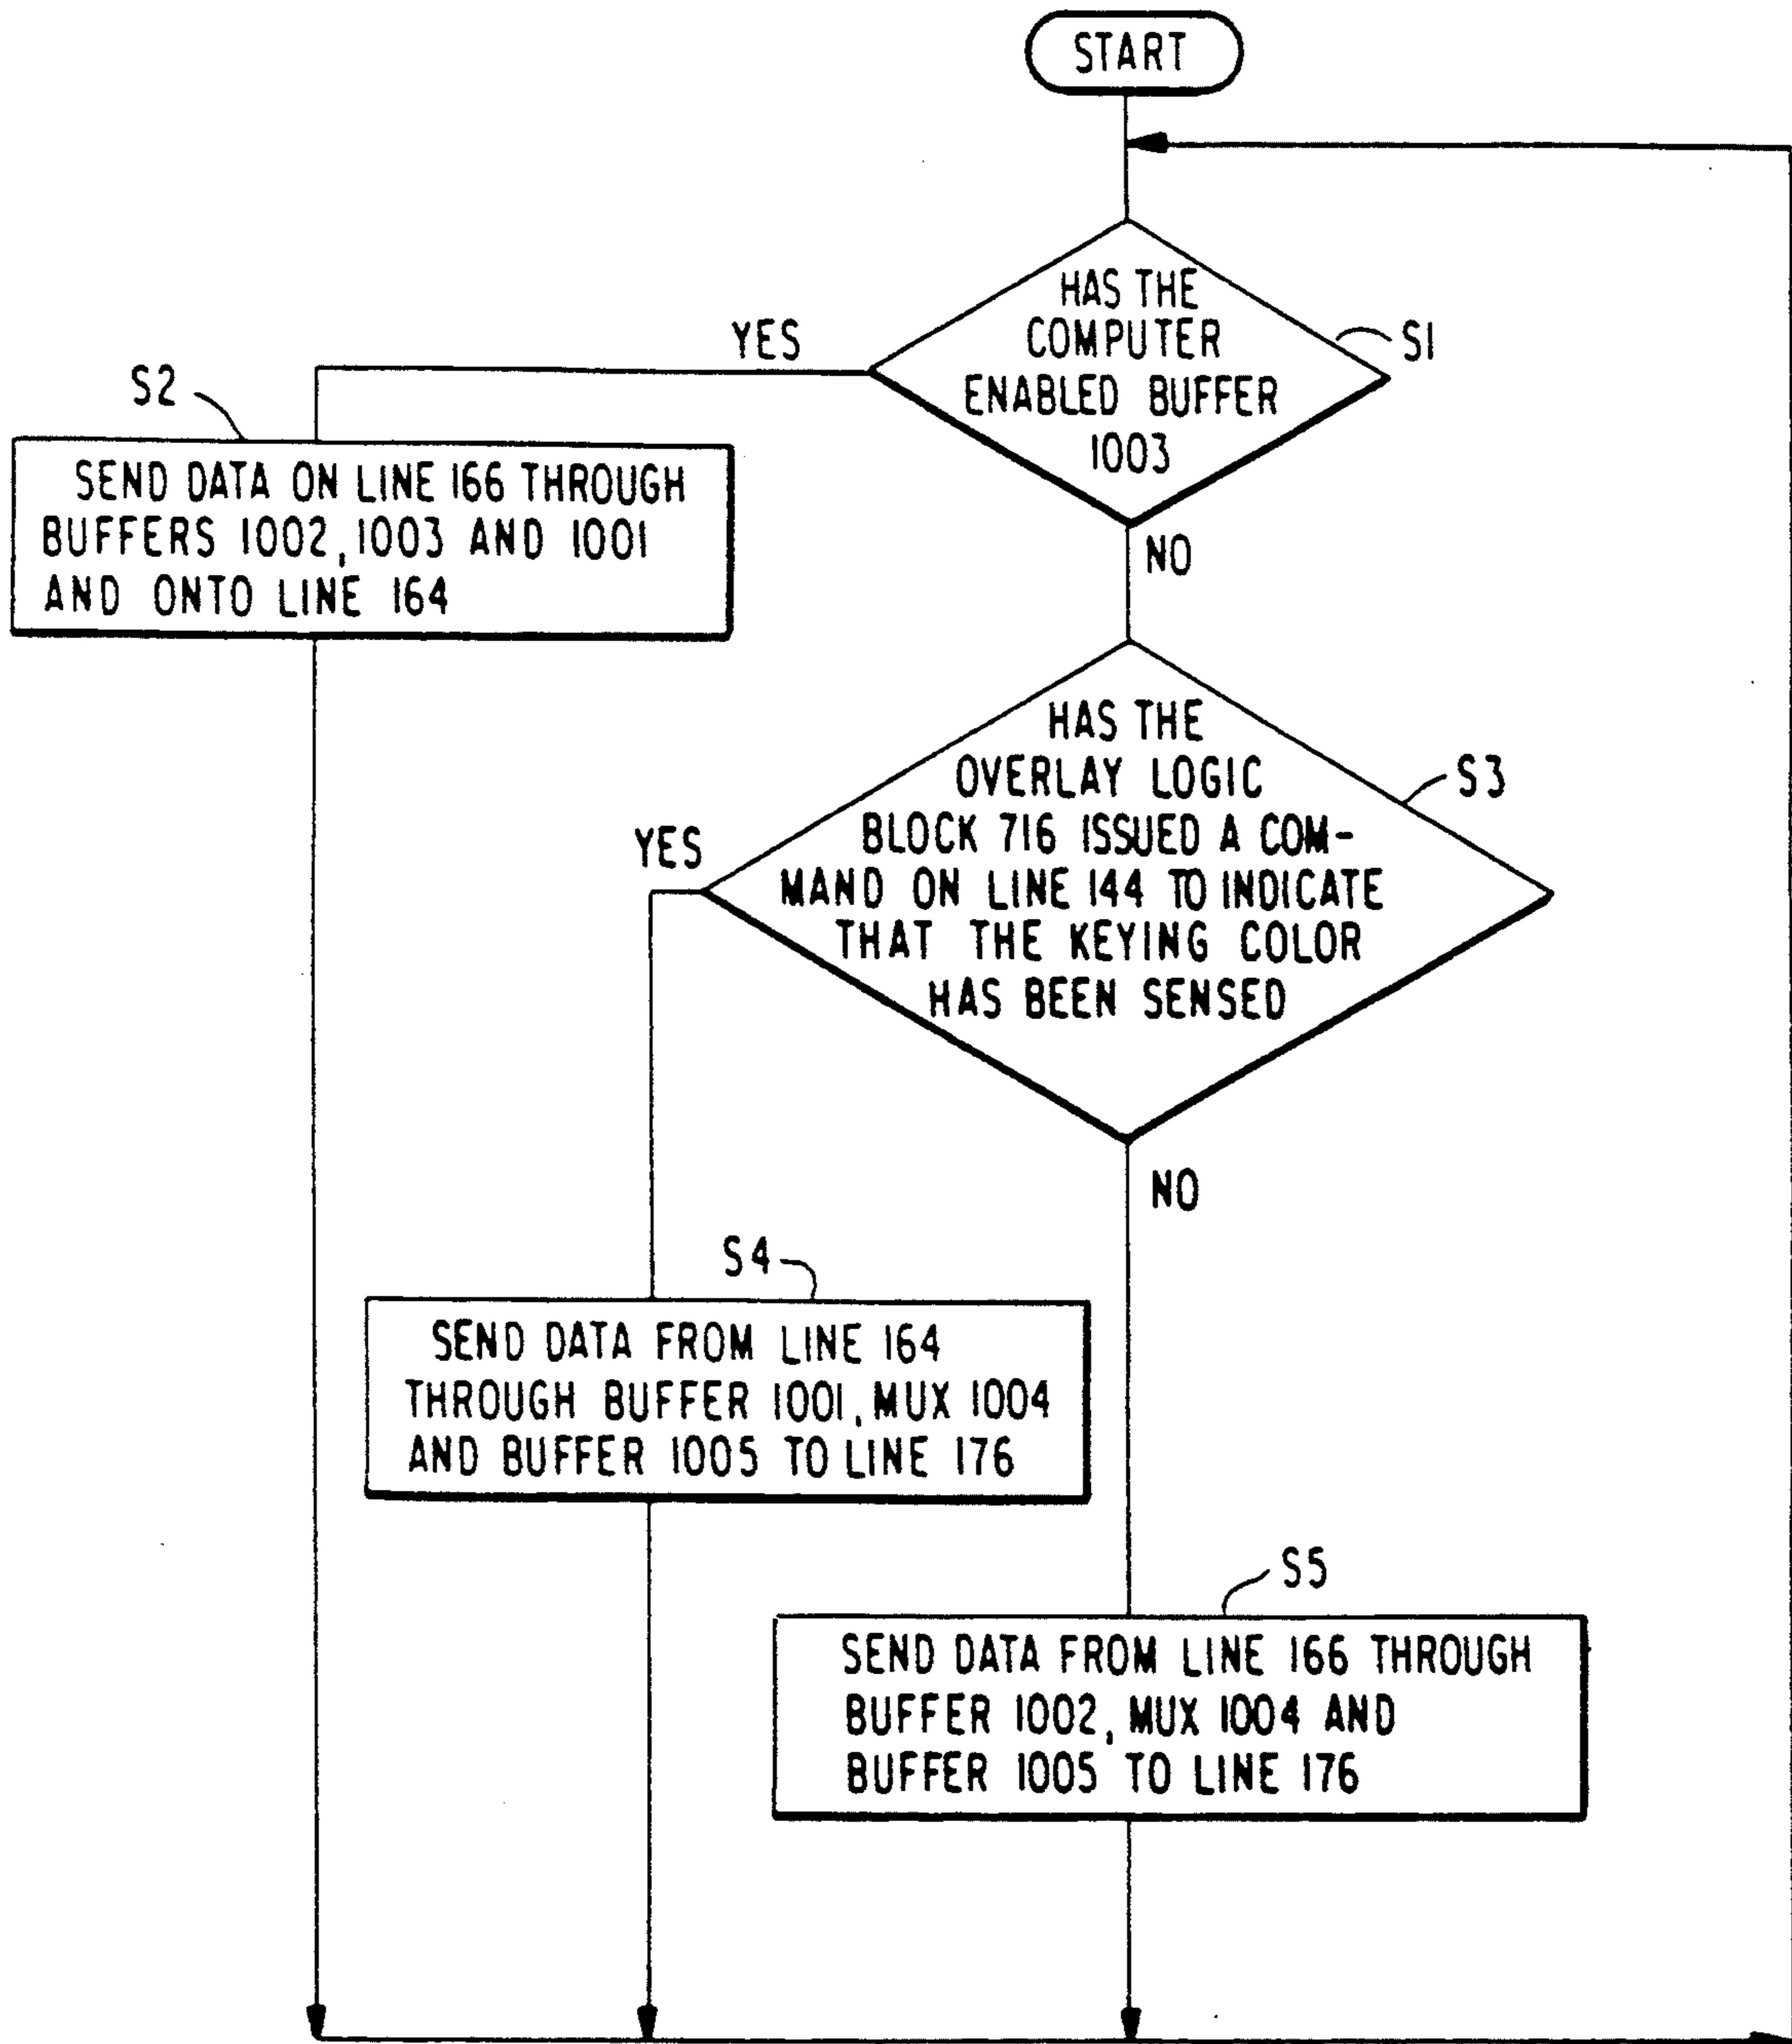 START
HAS THE
COMPUTER
ENABLED BUFFER
1003
S1
YES
NO
S2
SEND DATA ON LINE 166 THROUGH
BUFFERS 1002, 1003 AND 1001
AND ONTO LINE 164
HAS THE
OVERLAY LOGIC
BLOCK 716 ISSUED A COM-
MAND ON LINE 144 TO INDICATE
THAT THE KEYING COLOR
HAS BEEN SENSED
S3
YES
NO
S4
SEND DATA FROM LINE 164
THROUGH BUFFER 1001, MUX 1004
AND BUFFER 1005 TO LINE 176
S5
SEND DATA FROM LINE 166 THROUGH
BUFFER 1002, MUX 1004 AND
BUFFER 1005 TO LINE 176